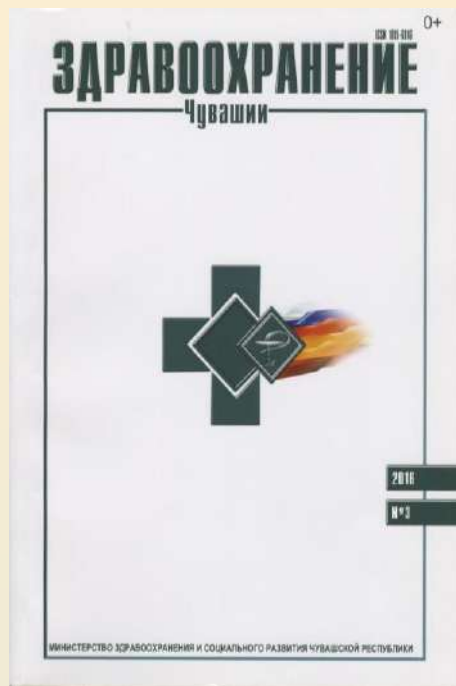 0+
ЗДРАВООХРАНЕНИЕ
Чувашии
2016
№3
МИНИСТЕРСТВО ЗДРАВООХРАНЕНИЯ И СОЦИАЛЬНОГО РАЗВИТИЯ ЧУВАШСКОЙ РЕСПУБЛИКИ